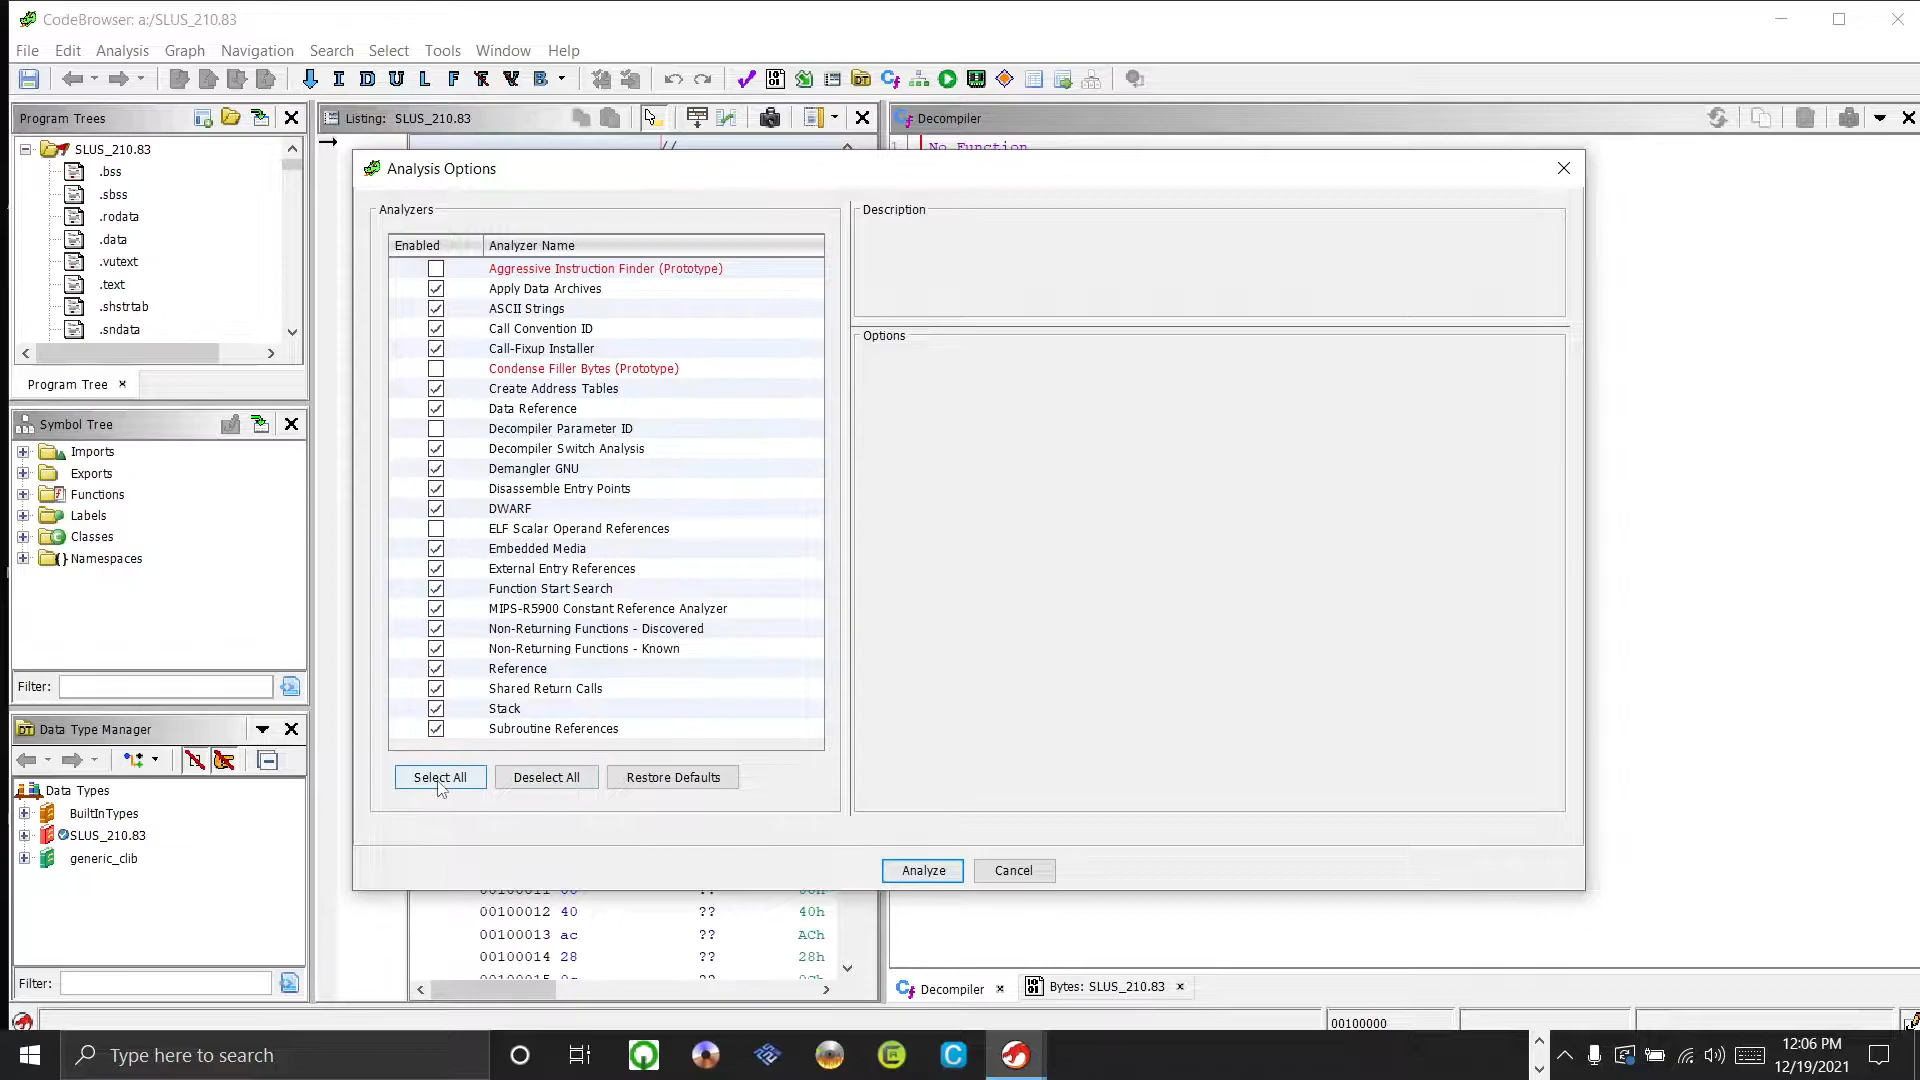 CodeBrowser: a:/SLUS_210.83
File Edit Analysis Graph Navigation Search Select Tools Window Help
I D U L F V B
Program Trees
Listing: SLUS_210.83
Decompiler
SLUS_210.83
//
1 No Function
.bss
.sbss
.rodata
.data
.vutext
.text
.shstrtab
.sndata
Program Tree
Symbol Tree
Imports
Exports
Functions
Labels
Classes
Namespaces
Filter:
Data Type Manager
Data Types
BuiltInTypes
SLUS_210.83
generic_clib
Filter:
Analysis Options
Analyzers
Enabled Analyzer Name
Aggressive Instruction Finder (Prototype)
Apply Data Archives
ASCII Strings
Call Convention ID
Call-Fixup Installer
Condense Filler Bytes (Prototype)
Create Address Tables
Data Reference
Decompiler Parameter ID
Decompiler Switch Analysis
Demangler GNU
Disassemble Entry Points
DWARF
ELF Scalar Operand References
Embedded Media
External Entry References
Function Start Search
MIPS-R5900 Constant Reference Analyzer
Non-Returning Functions - Discovered
Non-Returning Functions - Known
Reference
Shared Return Calls
Stack
Subroutine References
Select All Deselect All Restore Defaults
Description
Options
Analyze Cancel
00100012 40 ?? 40h
00100013 ac ?? ACh
00100014 28 ?? 28h
Decompiler
Bytes: SLUS_210.83
00100000
Type here to search
12:06 PM
12/19/2021